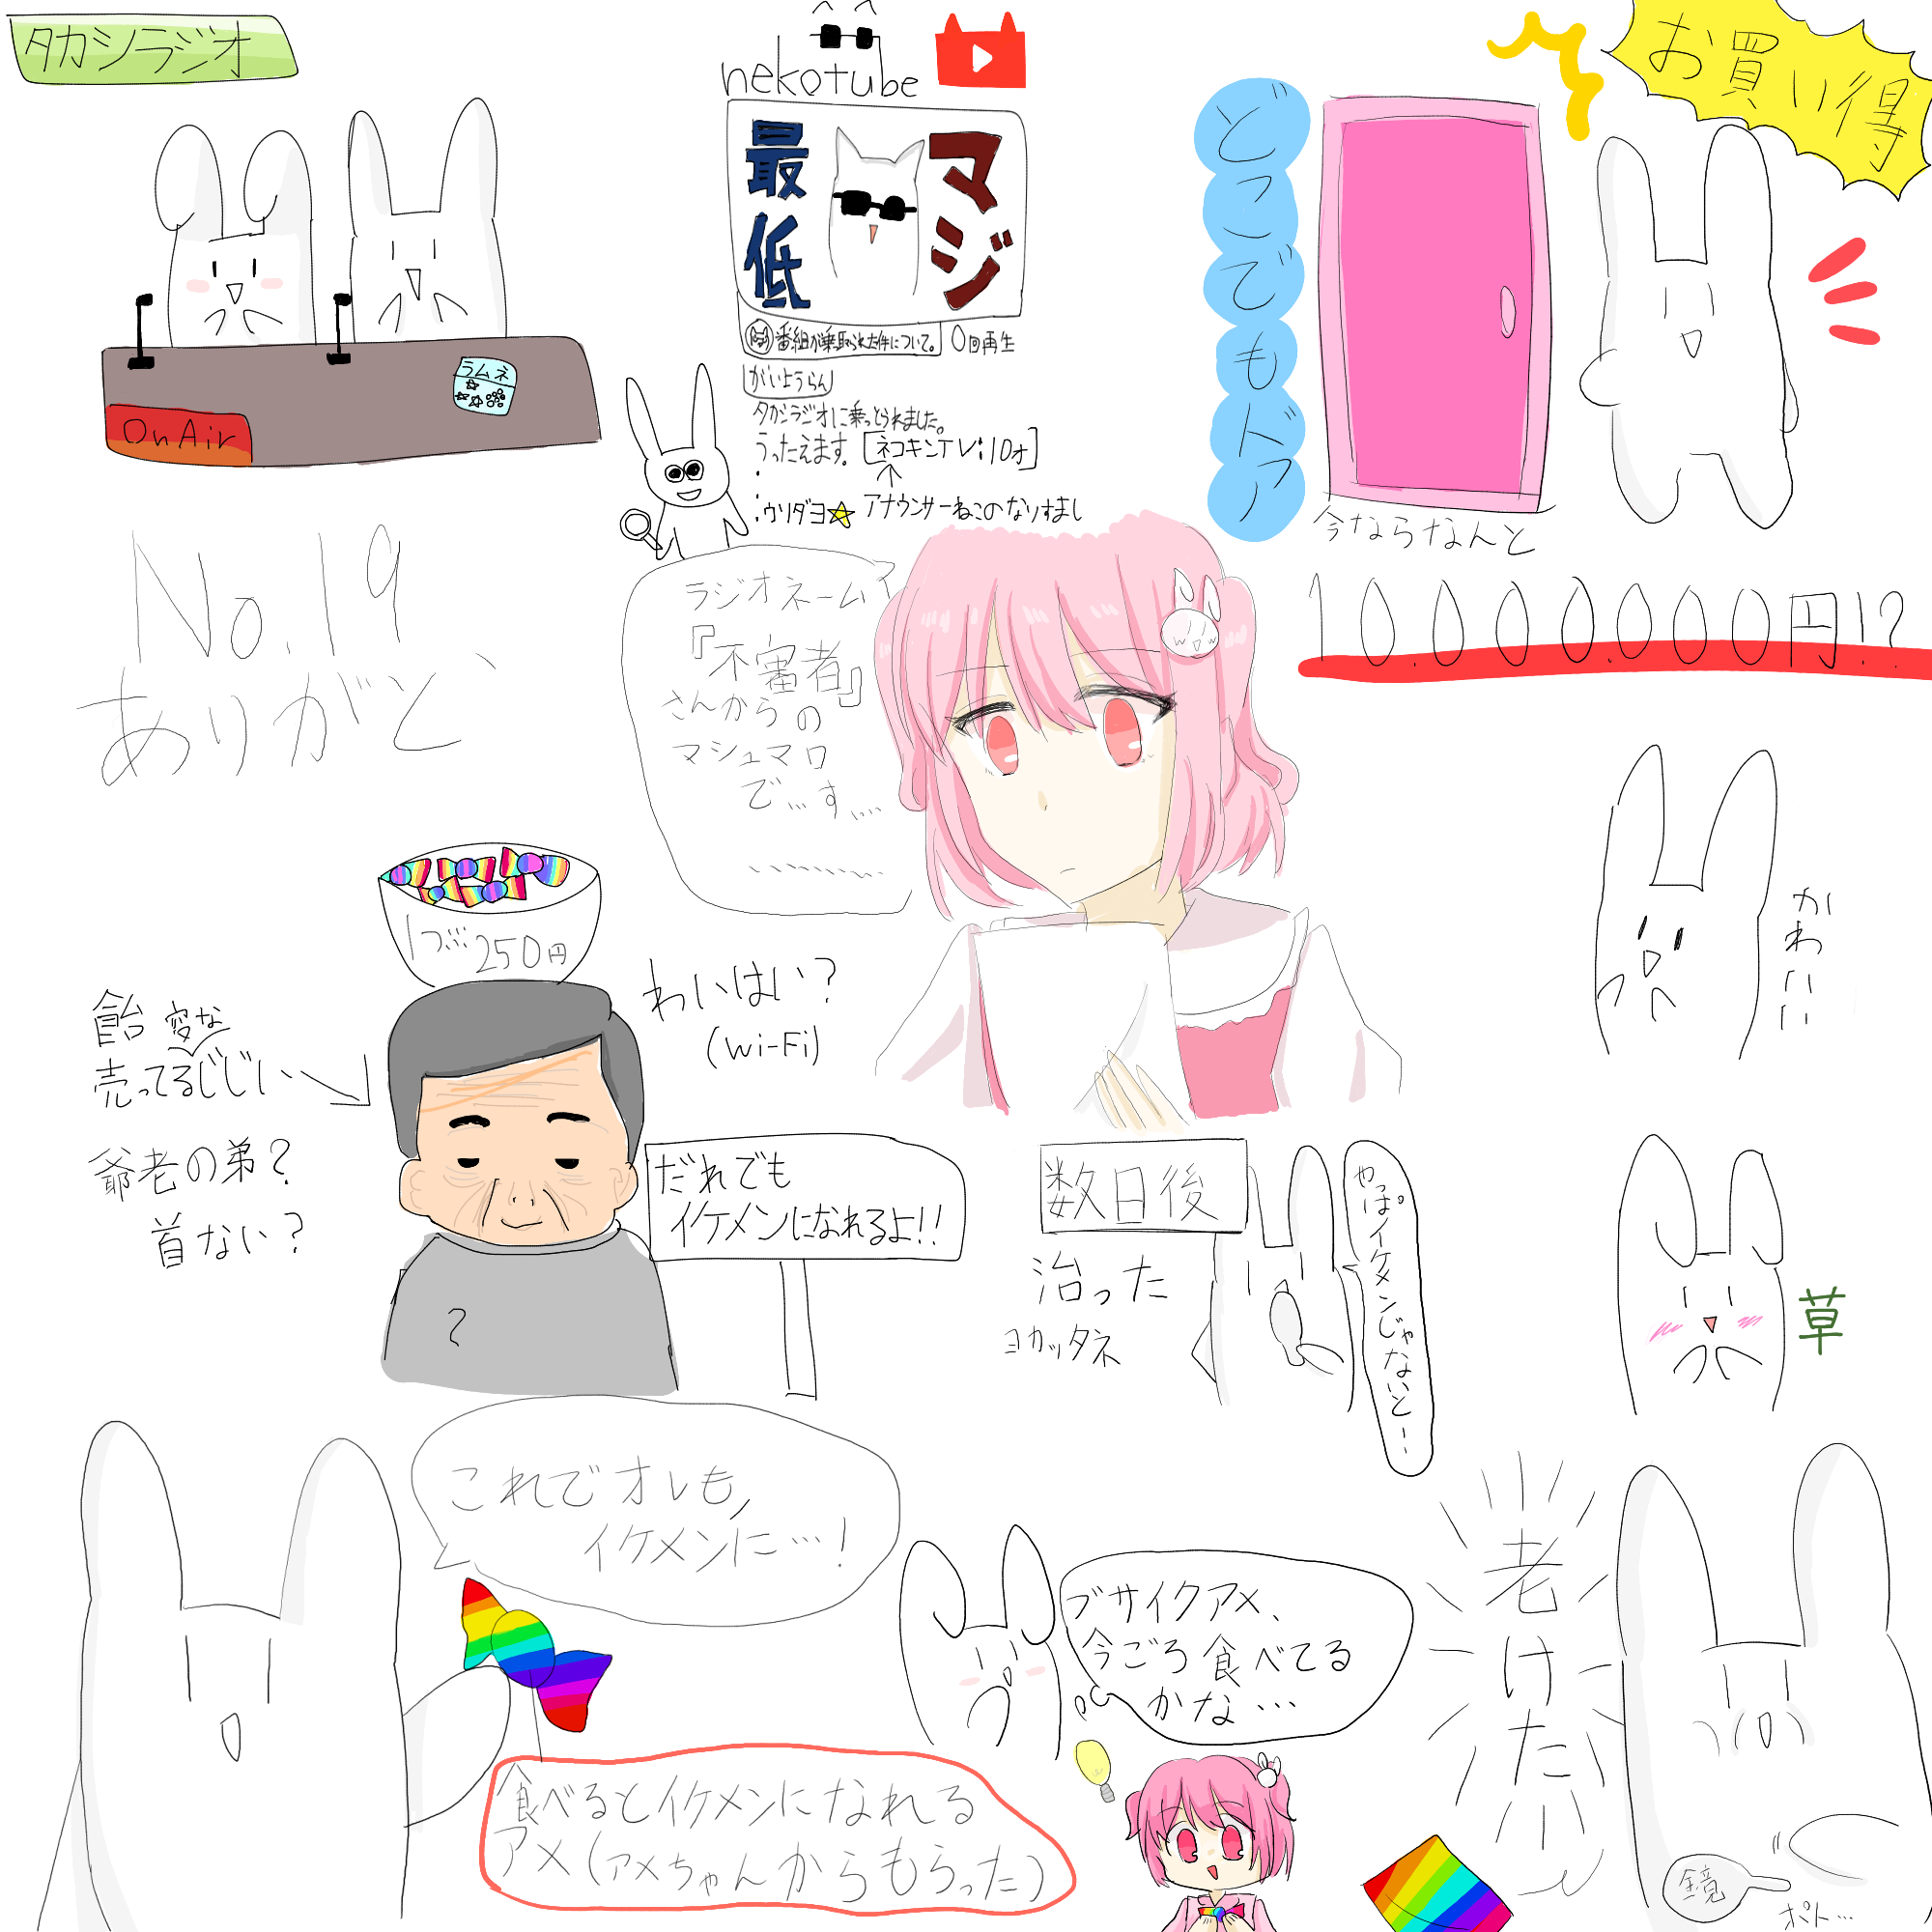 タカシラジオ
OnAir
ラムネ
nekotube
マジ
最低
番組が乗取られた件について。
0回再生
がいようらん
タカシラジオに乗っとられました。
うったえます。[ネコキンTV:10才]
↑
:ウリダヨ☆ アナウンサーねこのなりすまし
お買い得
どこでもドア
今ならなんと
10.000.000円!?
No.19
ありがと、
ラジオネーム
『不審者』
さんからの
マシュマロ
で…す….
かわいい
1つぶ250円
わいはい?
(Wi-Fi)
飴 変な
売ってるじじい
爺老の弟?
首ない?
?
だれでも
イケメンになれるよ!!
数日後
治った
ヨカッタネ
やっぱイケメンじゃないと…
草
これでオレも
イケメンに…!
食べるとイケメンになれる
アメ(アメちゃんからもらった)
ブサイクアメ、
今ごろ食べてる
かな…
老けた
鏡
ポト…